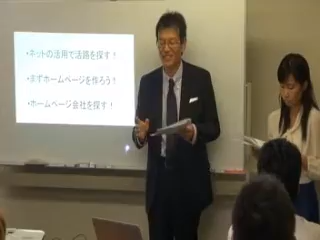 ・ネットの活用で活路を探す！
・まずホームページを作ろう！
・ホームページ会社を探す！